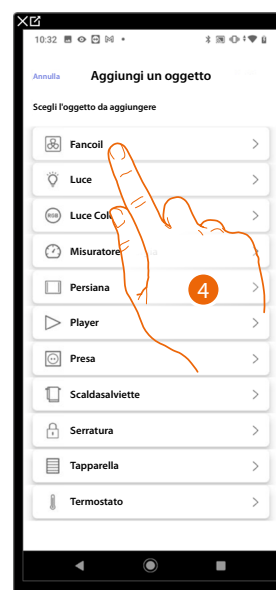 10:32
Annulla Aggiungi un oggetto
Scegli l'oggetto da aggiungere
Fancoil
Luce
RGB Luce Col
Misuratore
Persiana
4
Player
Presa
Scaldasalviette
Serratura
Tapparella
Termostato